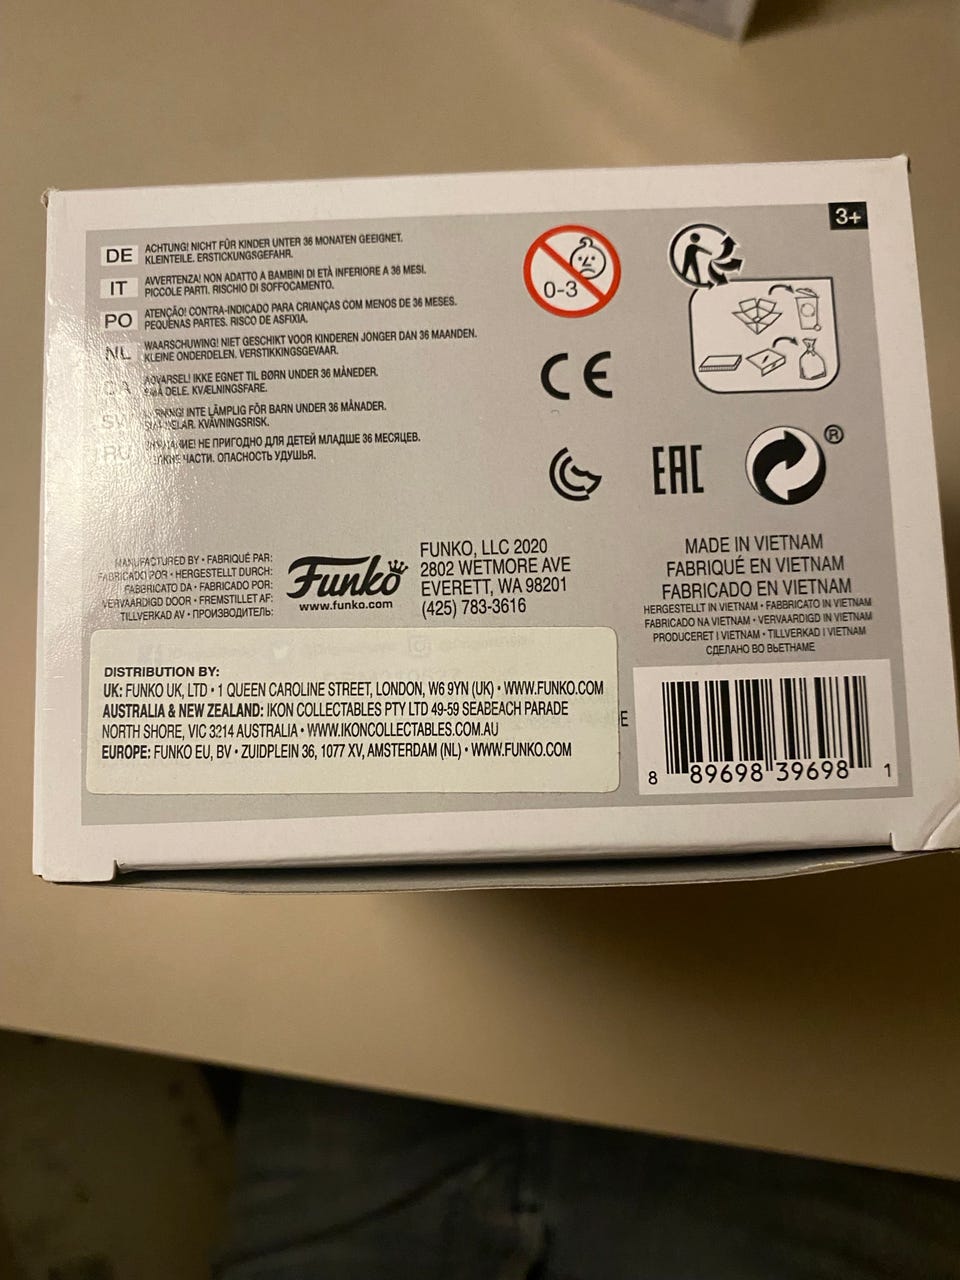 3+
DE ACHTUNG! NICHT FÜR KINDER UNTER 36 MONATEN GEEIGNET.
KLEINTEILE. ERSTICKUNGSGEFAHR.
IT AVVERTENZA! NON ADATTO A BAMBINI DI ETÀ INFERIORE A 36 MESI.
PICCOLE PARTI. RISCHIO DI SOFFOCAMENTO.
PO ATENÇÃO! CONTRA-INDICADO PARA CRIANÇAS COM MENOS DE 36 MESES.
PEQUENAS PARTES. RISCO DE ASFIXIA.
NL WAARSCHUWING! NIET GESCHIKT VOOR KINDEREN JONGER DAN 36 MAANDEN.
KLEINE ONDERDELEN. VERSTIKKINGSGEVAAR.
DA ADVARSEL! IKKE EGNET TIL BØRN UNDER 36 MÅNEDER.
SMÅ DELE. KVÆLNINGSFARE.
SV INTE LÄMPLIG FÖR BARN UNDER 36 MÅNADER.
KVÄVNINGSRISK.
RU НЕ ПРИГОДНО ДЛЯ ДЕТЕЙ МЛАДШЕ 36 МЕСЯЦЕВ.
ЧАСТИ. ОПАСНОСТЬ УДУШЬЯ.
0-3
CE
EAC
®
MANUFACTURED BY • FABRIQUÉ PAR:
FABRICADO POR • HERGESTELLT DURCH:
FABBRICATO DA • FABRICADO POR:
VERVAARDIGD DOOR • FREMSTILLET AF:
TILLVERKAD AV • ПРОИЗВОДИТЕЛЬ:
Funko
www.funko.com
FUNKO, LLC 2020
2802 WETMORE AVE
EVERETT, WA 98201
(425) 783-3616
MADE IN VIETNAM
FABRIQUÉ EN VIETNAM
FABRICADO EN VIETNAM
HERGESTELLT IN VIETNAM • FABBRICATO IN VIETNAM
FABRICADO NA VIETNAM • VERVAARDIGD IN VIETNAM
PRODUCERET I VIETNAM • TILLVERKAD I VIETNAM
СДЕЛАНО ВО ВЬЕТНАМЕ
DISTRIBUTION BY:
UK: FUNKO UK, LTD • 1 QUEEN CAROLINE STREET, LONDON, W6 9YN (UK) • WWW.FUNKO.COM
AUSTRALIA & NEW ZEALAND: IKON COLLECTABLES PTY LTD 49-59 SEABEACH PARADE
NORTH SHORE, VIC 3214 AUSTRALIA • WWW.IKONCOLLECTABLES.COM.AU
EUROPE: FUNKO EU, BV • ZUIDPLEIN 36, 1077 XV, AMSTERDAM (NL) • WWW.FUNKO.COM
8 89698 39698 1